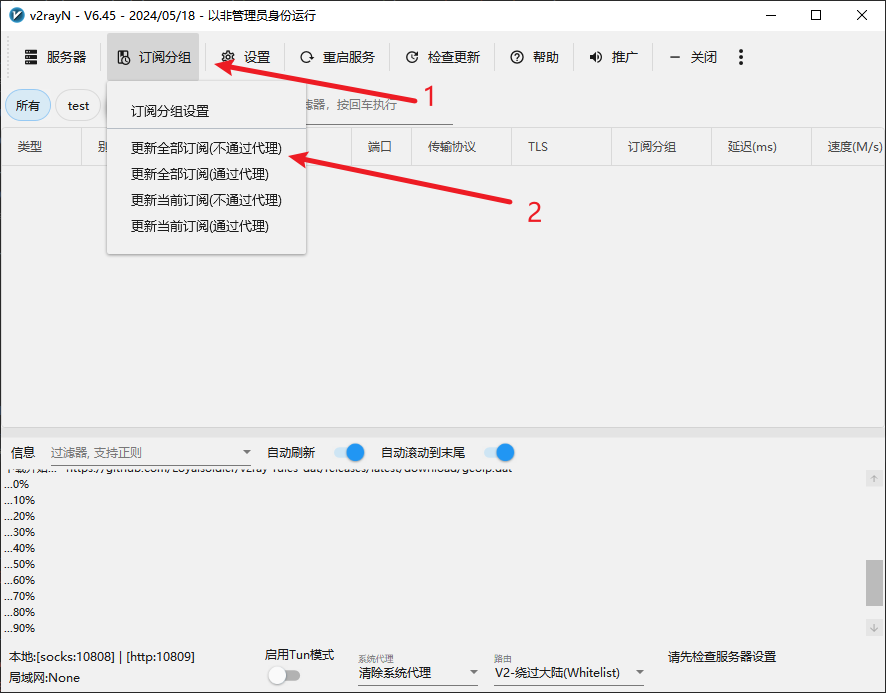 v2rayN - V6.45 - 2024/05/18 - 以非管理员身份运行
服务器 订阅分组 设置 重启服务 检查更新 帮助 推广 关闭
1
所有 test 滤器，按回车执行
订阅分组设置
类型 别 端口 传输协议 TLS 订阅分组 延迟(ms) 速度(M/s)
更新全部订阅(不通过代理)
更新全部订阅(通过代理)
更新当前订阅(不通过代理)
2
更新当前订阅(通过代理)
信息 过滤器, 支持正则 自动刷新 自动滚动到末尾
下载开始... https://github.com/Loyalsoldier/v2ray-rules-dat/releases/latest/download/geoip.dat
...0%
...10%
...20%
...30%
...40%
...50%
...60%
...70%
...80%
...90%
本地:[socks:10808] | [http:10809] 启用Tun模式 系统代理 路由 请先检查服务器设置
清除系统代理 V2-绕过大陆(Whitelist)
局域网:None